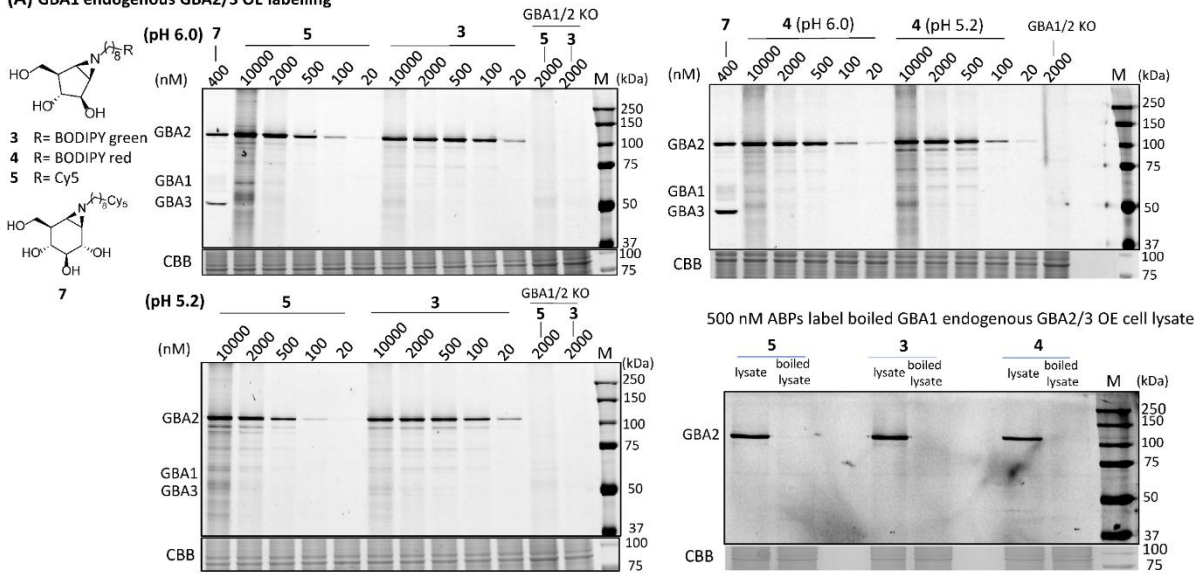 (A) GBA1 endogenous GBA2/3 OE labelling
N
()8
R
HO
HO
OH
3 R= BODIPY green
4 R= BODIPY red
5 R= Cy5
N
()8
Cy5
HO
HO
OH
OH
7
(pH 6.0) 7 5 3 GBA1/2 KO
5 3
(nM) 400 10000 2000 500 100 20 10000 2000 500 100 20 2000 2000 M (kDa)
GBA2
GBA1
GBA3
250
150
100
75
50
37
CBB
100
75
7 4 (pH 6.0) 4 (pH 5.2) GBA1/2 KO
(nM) 400 10000 2000 500 100 20 10000 2000 500 100 20 2000 M (kDa)
GBA2
GBA1
GBA3
250
150
100
75
50
37
CBB
100
75
(pH 5.2) 5 3 GBA1/2 KO
5 3
(nM) 10000 2000 500 100 20 10000 2000 500 100 20 2000 2000 M (kDa)
GBA2
GBA1
GBA3
250
150
100
75
50
37
CBB
100
75
500 nM ABPs label boiled GBA1 endogenous GBA2/3 OE cell lysate
5 3 4
lysate boiled lysate lysate boiled lysate lysate boiled lysate M (kDa)
GBA2
250
150
100
75
50
37
CBB
100
75